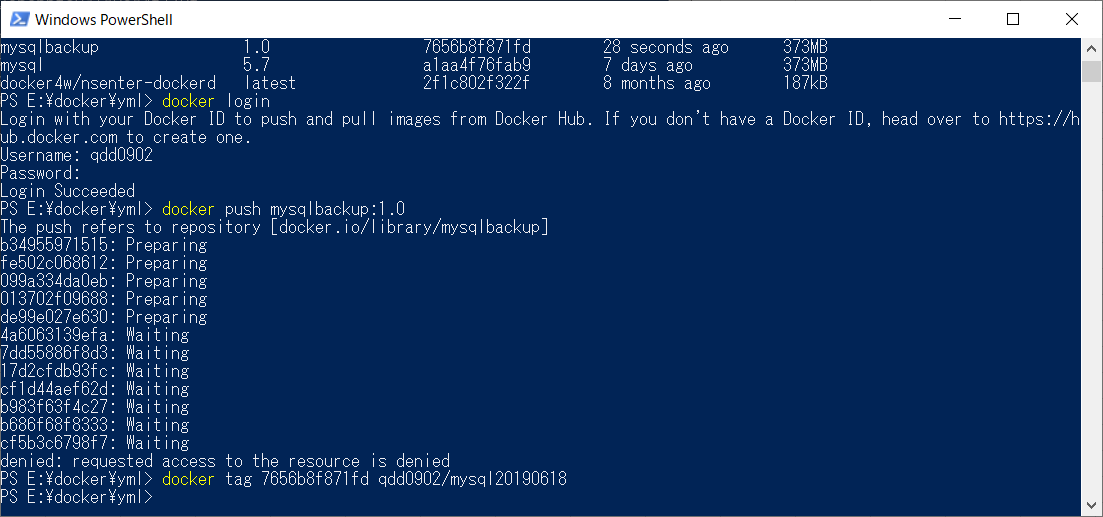 Windows PowerShell
mysqlbackup 1.0 7656b8f871fd 28 seconds ago 373MB
mysql 5.7 a1aa4f76fab9 7 days ago 373MB
docker4w/nsenter-dockerd latest 2f1c802f322f 8 months ago 187kB
PS E:¥docker¥yml> docker login
Login with your Docker ID to push and pull images from Docker Hub. If you don't have a Docker ID, head over to https://h
ub.docker.com to create one.
Username: qdd0902
Password:
Login Succeeded
PS E:¥docker¥yml> docker push mysqlbackup:1.0
The push refers to repository [docker.io/library/mysqlbackup]
b34955971515: Preparing
fe502c068612: Preparing
099a334da0eb: Preparing
013702f09688: Preparing
de99e027e630: Preparing
4a6063139efa: Waiting
7dd55886f8d3: Waiting
17d2cfdb93fc: Waiting
cf1d44aef62d: Waiting
b983f63f4c27: Waiting
b686f68f8333: Waiting
cf5b3c6798f7: Waiting
denied: requested access to the resource is denied
PS E:¥docker¥yml> docker tag 7656b8f871fd qdd0902/mysql20190618
PS E:¥docker¥yml>